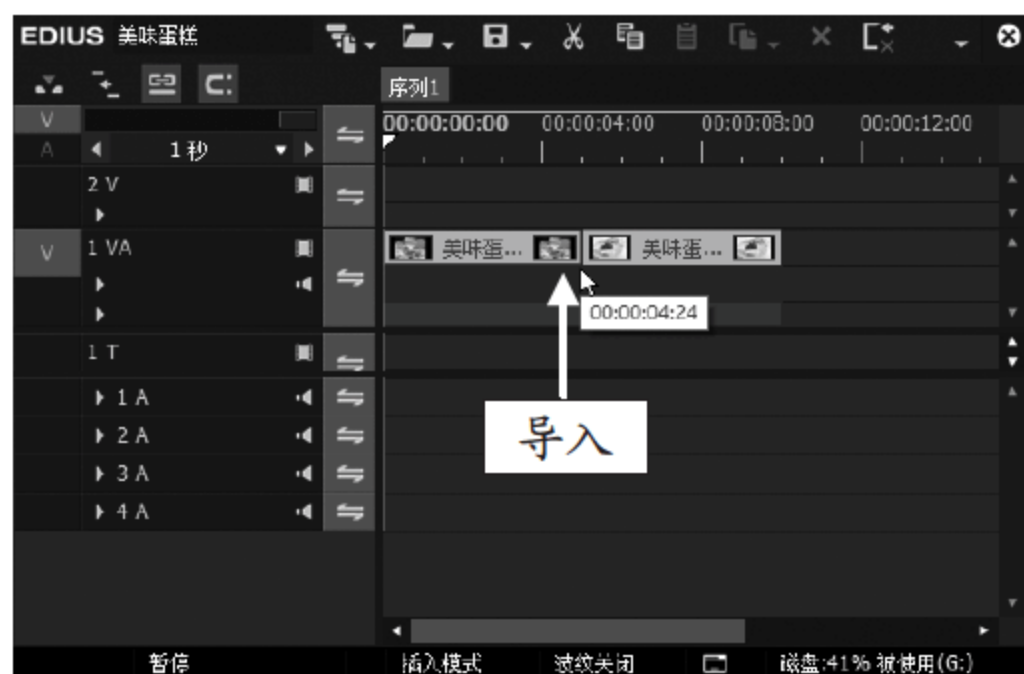 EDIUS 美味蛋糕
序列1
V
A
1秒
00:00:00:00 00:00:04:00 00:00:08:00 00:00:12:00
2 V
V
1 VA
美味蛋... 美味蛋...
00:00:04:24
1 T
1 A
导入
2 A
3 A
4 A
暂停 插入模式 波纹关闭 磁盘:41% 被使用(G:)